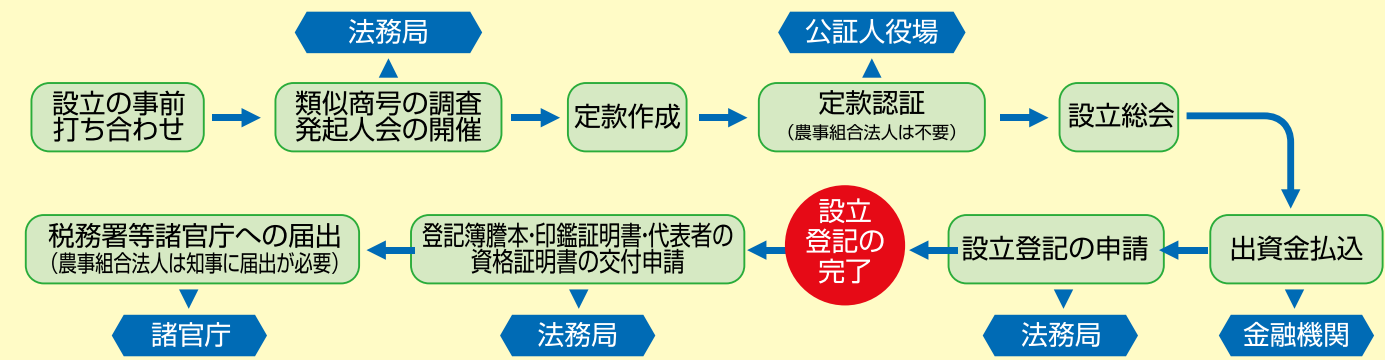 法務局
公証人役場
設立の事前
打ち合わせ
類似商号の調査
発起人会の開催
定款作成
定款認証
（農事組合法人は不要）
設立総会
出資金払込
金融機関
設立登記の申請
法務局
設立
登記の
完了
登記簿謄本･印鑑証明書･代表者の
資格証明書の交付申請
法務局
税務署等諸官庁への届出
（農事組合法人は知事に届出が必要）
諸官庁